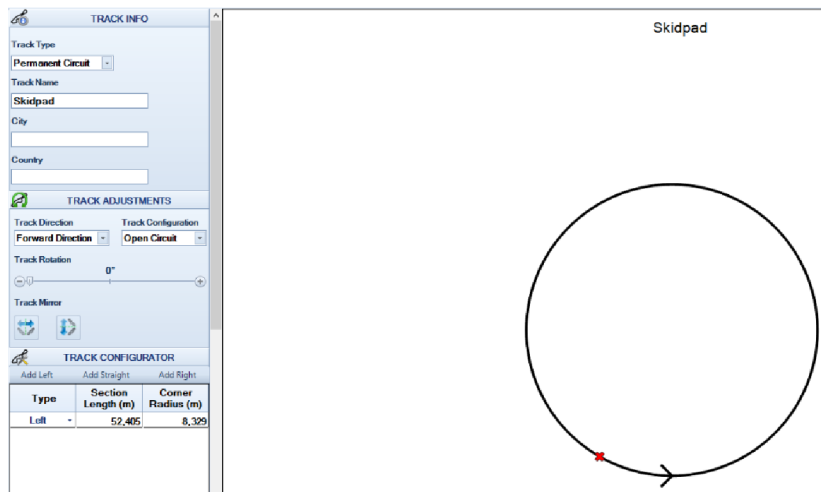 TRACK INFO
Skidpad
Track Type
Permanent Circuit
Track Name
Skidpad
City
Country
TRACK ADJUSTMENTS
Track Direction Track Configuration
Forward Direction Open Circuit
Track Rotation
0°
Track Mirror
TRACK CONFIGURATOR
Add Left Add Straight Add Right
Type Section Length (m) Corner Radius (m)
Left 52,405 8,329